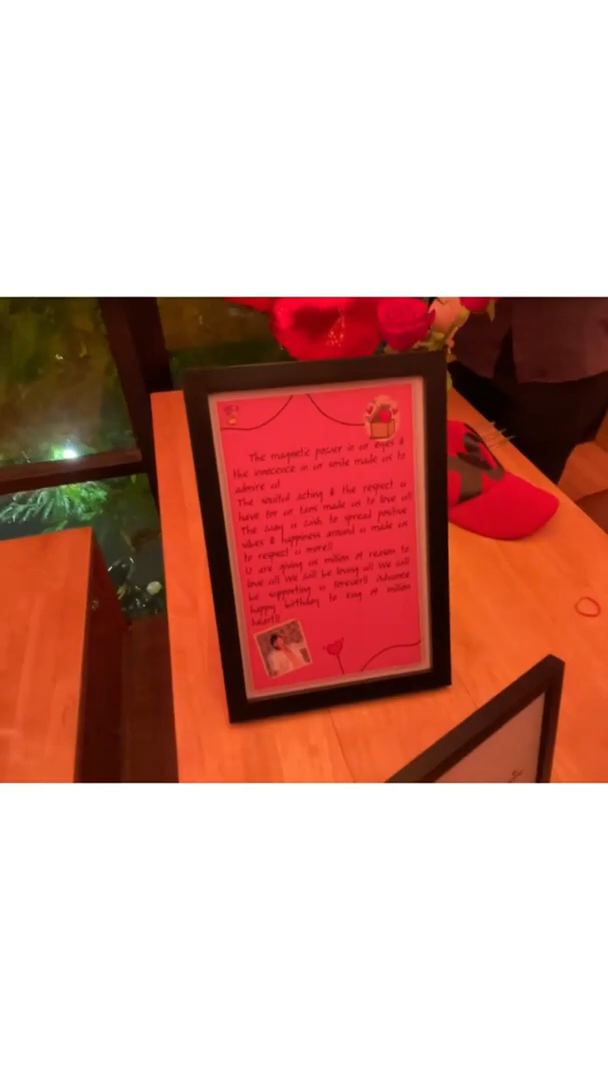 The magnetic power in ur eyes &
the innocence in ur smile made us to
admire u!
The soulful acting & the respect u
have for ur fans made us to love u!!
The way u wish to spread positive
vibes & happiness around u made us
to respect u more!!
U are giving us million of reason to
love u!! We will be loving u!! We will
be supporting u forever!! Advance
happy birthday to king of million
hearts!!